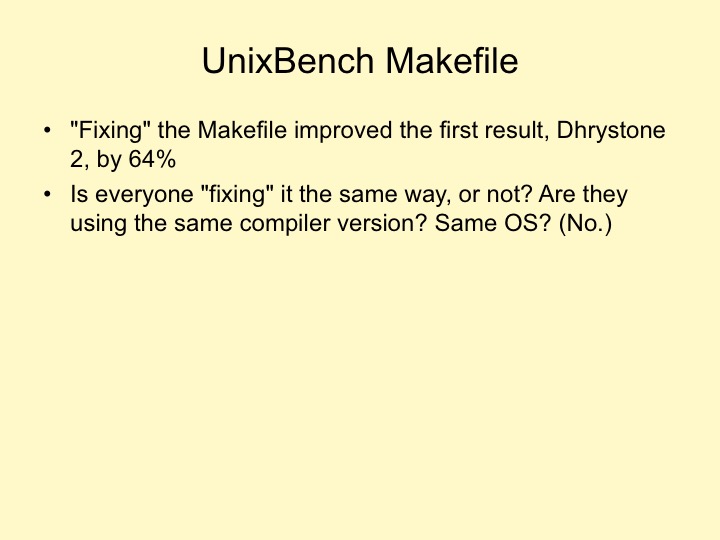 UnixBench Makefile
• "Fixing" the Makefile improved the first result, Dhrystone
2, by 64%
• Is everyone "fixing" it the same way, or not? Are they
using the same compiler version? Same OS? (No.)